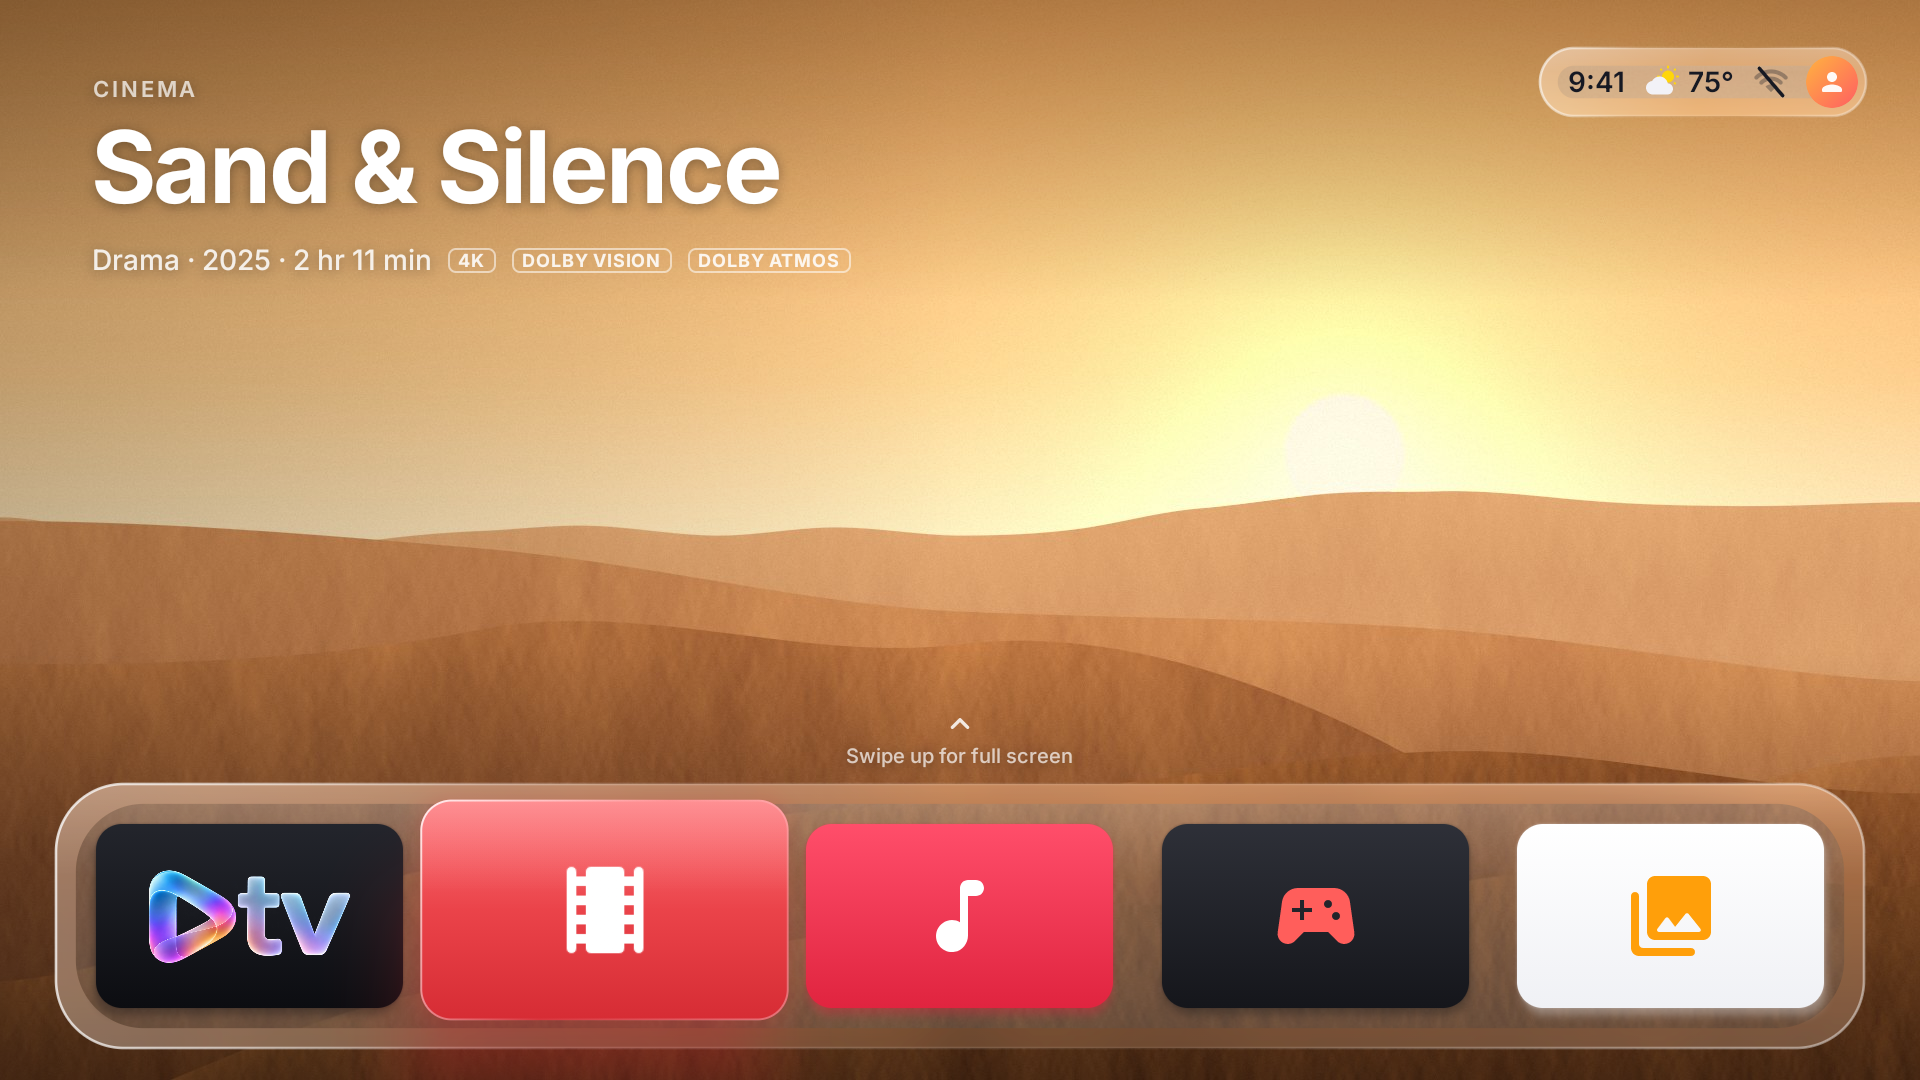 CINEMA
9:41 75°
Sand & Silence
Drama · 2025 · 2 hr 11 min 4K DOLBY VISION DOLBY ATMOS
Swipe up for full screen
tv